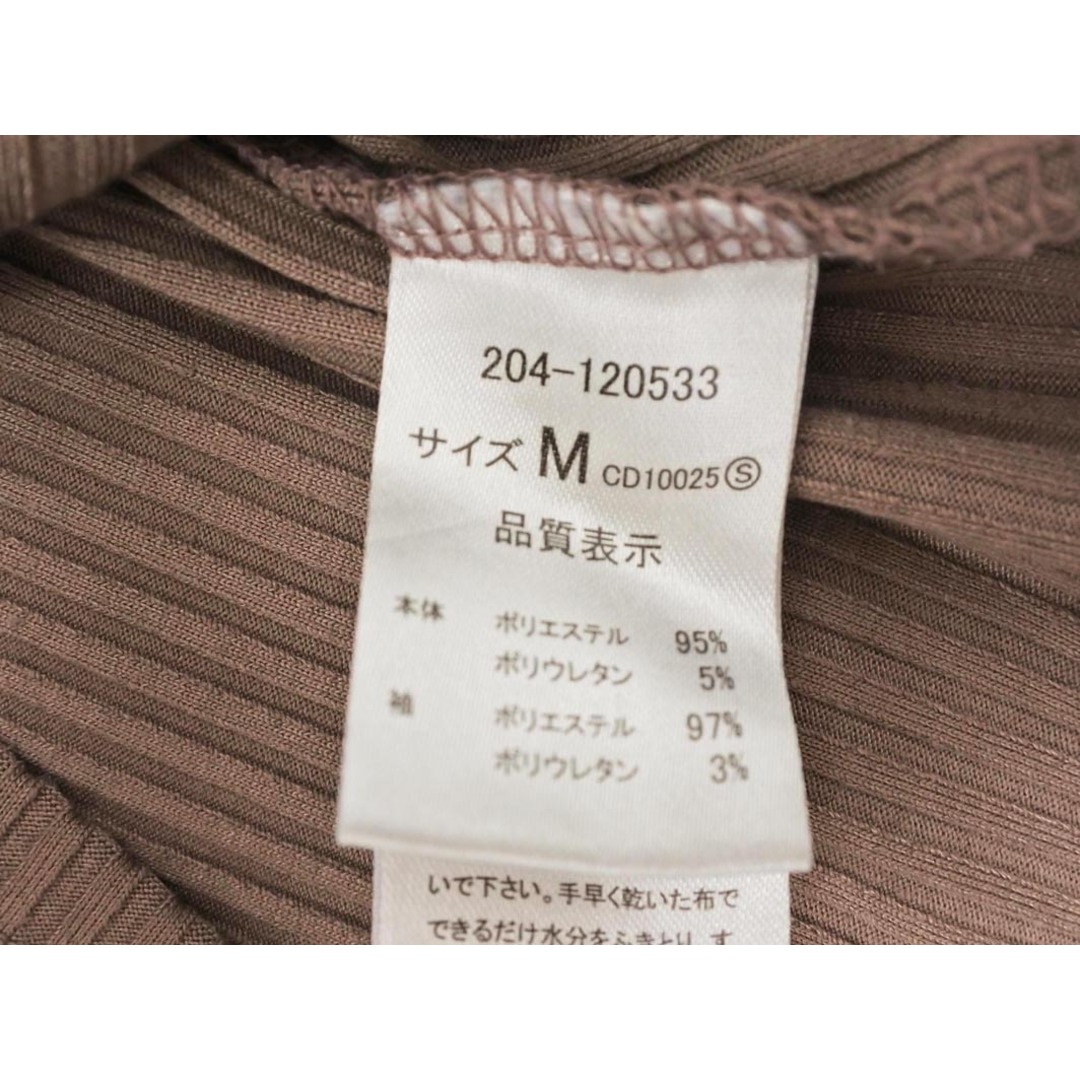 204-120533
サイズ M CD10025Ⓢ
品質表示
本体 ポリエステル 95%
ポリウレタン 5%
袖 ポリエステル 97%
ポリウレタン 3%
いで下さい。手早く乾いた布で
できるだけ水分をふきとり、す